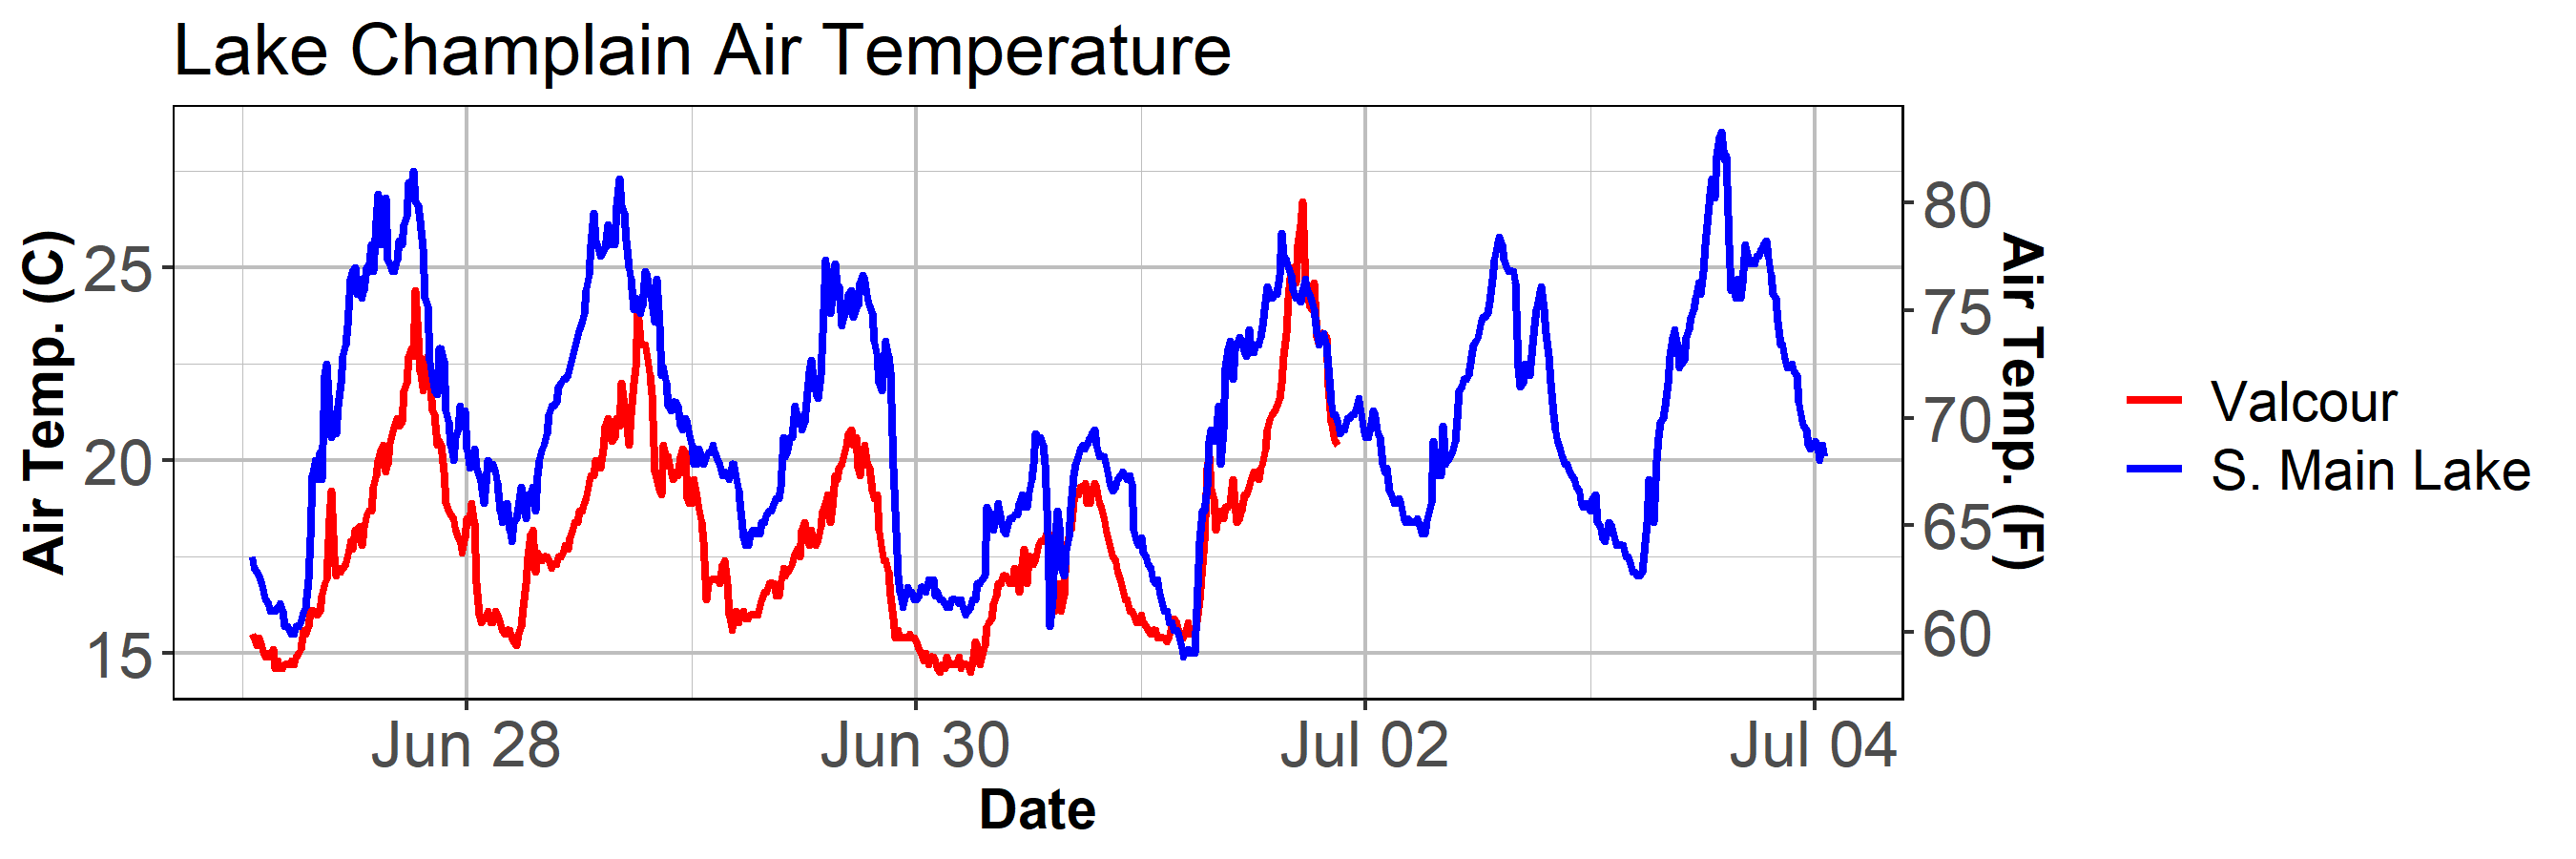 Lake Champlain Air Temperature
Air Temp. (C)
25
20
15
80
75
70
65
60
Air Temp. (F)
Jun 28
Jun 30
Jul 02
Jul 04
Date
Valcour
S. Main Lake